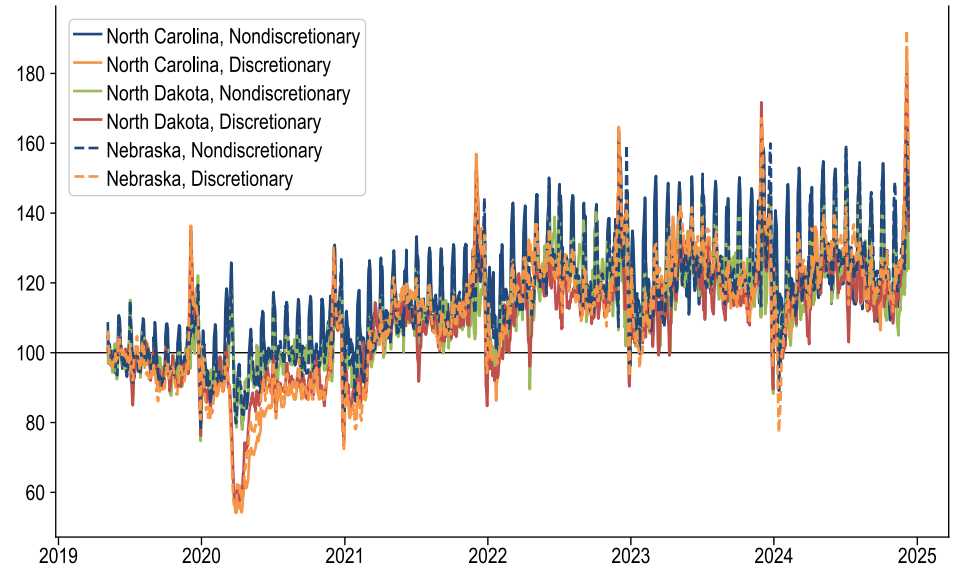 North Carolina, Nondiscretionary
North Carolina, Discretionary
North Dakota, Nondiscretionary
North Dakota, Discretionary
Nebraska, Nondiscretionary
Nebraska, Discretionary
180
160
140
120
100
80
60
2019 2020 2021 2022 2023 2024 2025